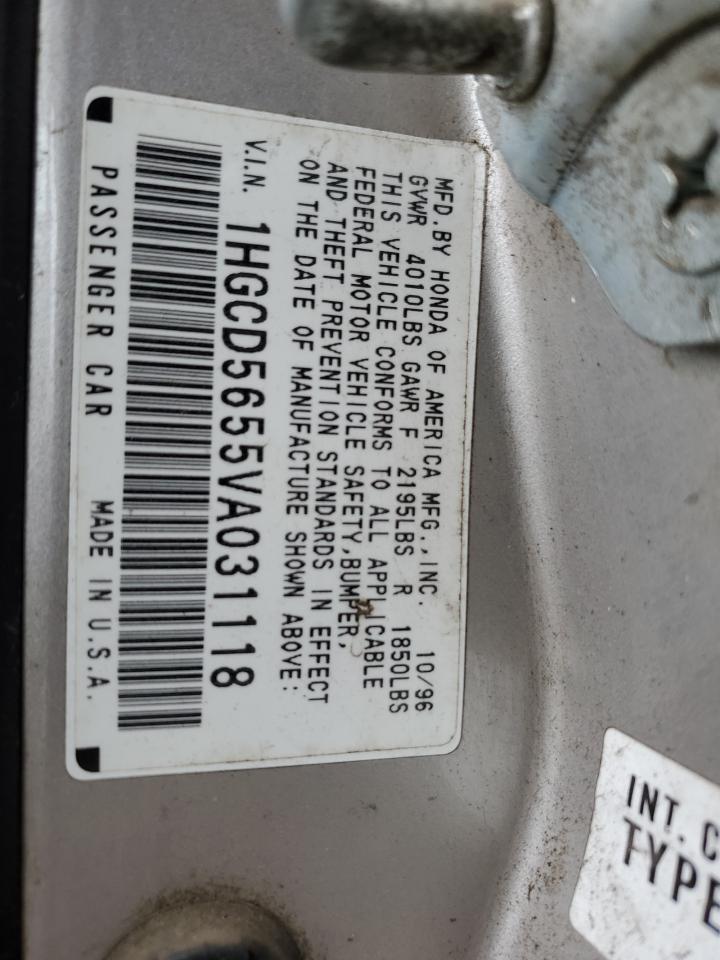 MFD.BY HONDA OF AMERICA MFG.,INC. 10/96
GVWR 4010LBS GAWR F 2195LBS R 1850LBS
THIS VEHICLE CONFORMS TO ALL APPLICABLE
FEDERAL MOTOR VEHICLE SAFETY,BUMPER,
AND THEFT PREVENTION STANDARDS IN EFFECT
ON THE DATE OF MANUFACTURE SHOWN ABOVE:
V.I.N. 1HGCD5655VA031118
PASSENGER CAR MADE IN U.S.A.
INT. C
TYPE